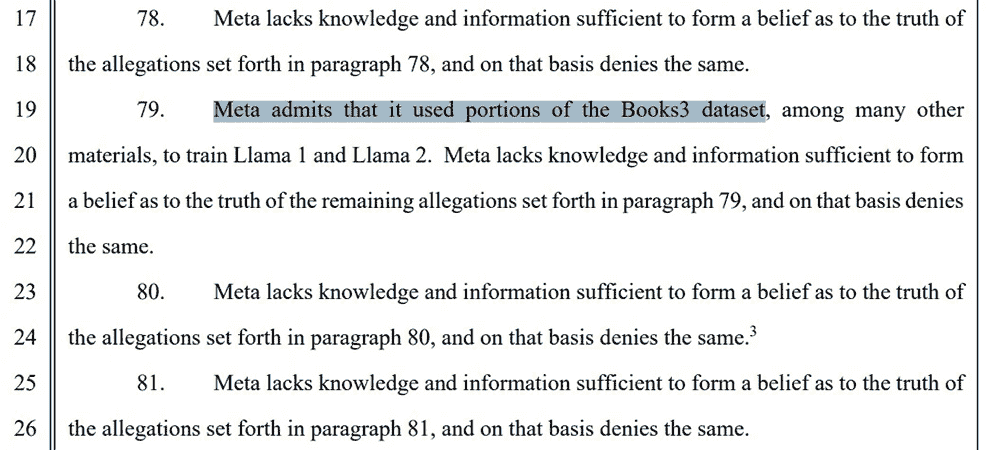 17 78. Meta lacks knowledge and information sufficient to form a belief as to the truth of
18 the allegations set forth in paragraph 78, and on that basis denies the same.
19 79. Meta admits that it used portions of the Books3 dataset, among many other
20 materials, to train Llama 1 and Llama 2. Meta lacks knowledge and information sufficient to form
21 a belief as to the truth of the remaining allegations set forth in paragraph 79, and on that basis denies
22 the same.
23 80. Meta lacks knowledge and information sufficient to form a belief as to the truth of
24 the allegations set forth in paragraph 80, and on that basis denies the same.³
25 81. Meta lacks knowledge and information sufficient to form a belief as to the truth of
26 the allegations set forth in paragraph 81, and on that basis denies the same.